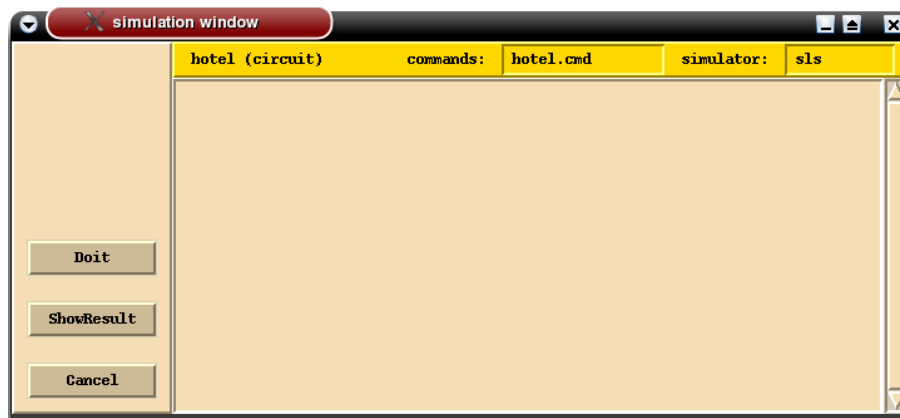 simulation window
hotel (circuit) commands: hotel.cmd simulator: sls
Doit
ShowResult
Cancel